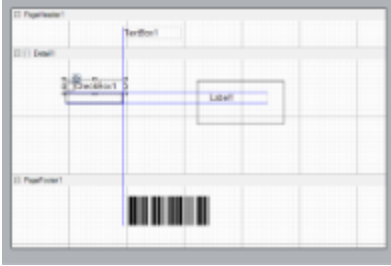 PageHeader1
TextBox1
Detail1
CheckBox1
Label1
PageFooter1